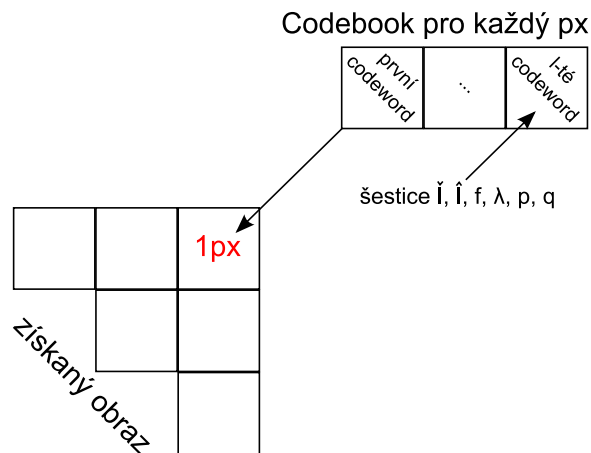 Codebook pro každý px
první
codeword
...
l-té
codeword
šestice Ǐ, Î, f, λ, p, q
1px
získaný obraz